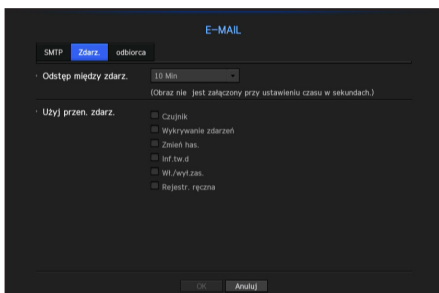 E-MAIL
SMTP Zdarz. odbiorca
Odstęp między zdarz. 10 Min
(Obraz nie jest załączony przy ustawieniu czasu w sekundach.)
Użyj przen. zdarz.
Czujnik
Wykrywanie zdarzeń
Zmień has.
Inf.tw.d
Wł./wył.zas.
Rejestr. ręczna
OK Anuluj